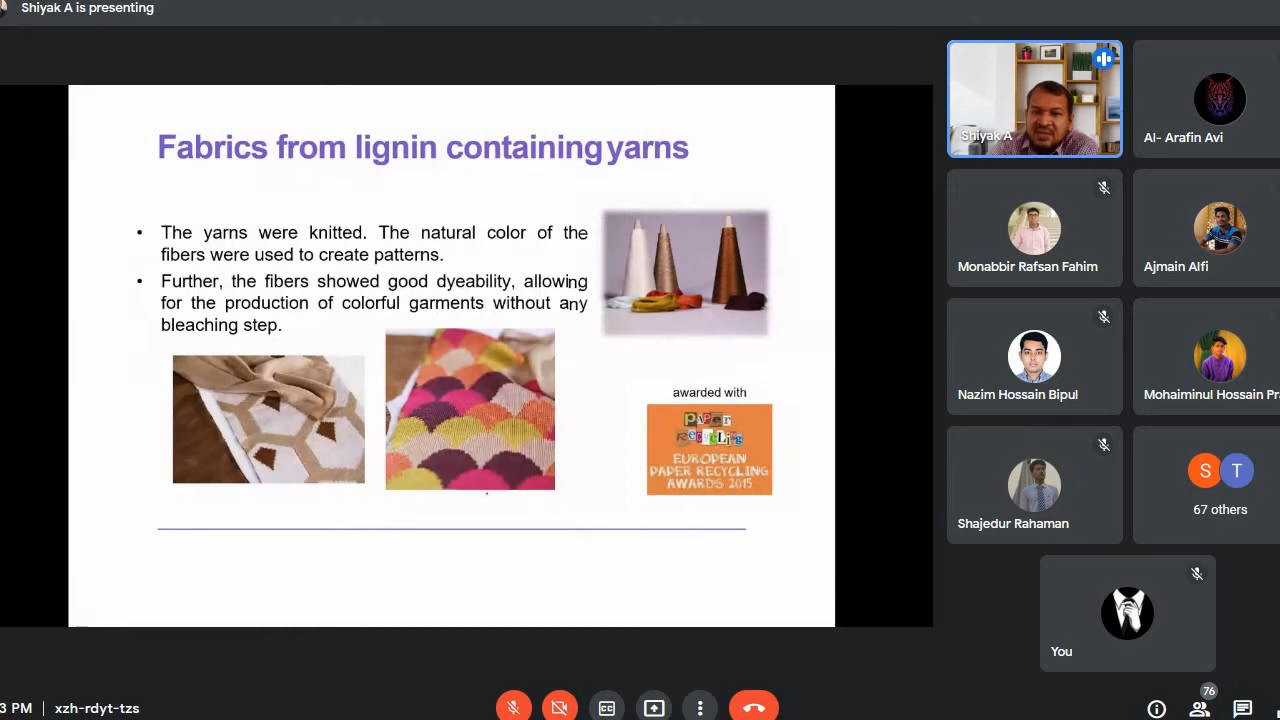 Shiyak A is presenting
Fabrics from lignin containing yarns
• The yarns were knitted. The natural color of the
fibers were used to create patterns.
• Further, the fibers showed good dyeability, allowing
for the production of colorful garments without any
bleaching step.
awarded with
PAPER
RECYCLING
EUROPEAN
PAPER RECYCLING
AWARDS 2015
Shiyak A
Al- Arafin Avi
Monabbir Rafsan Fahim
Ajmain Alfi
Nazim Hossain Bipul
Mohaiminul Hossain Pr
Shajedur Rahaman
S T
67 others
You
3 PM | xzh-rdyt-tzs
CC
76